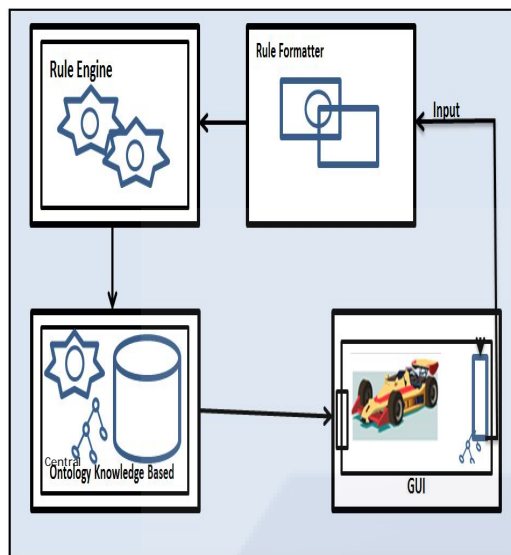 Rule Engine
Rule Formatter
Input
Central
Ontology Knowledge Based
GUI